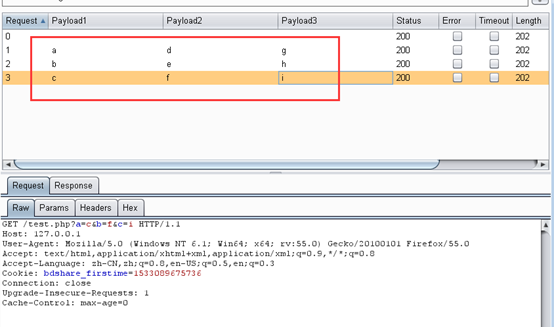 Request Payload1 Payload2 Payload3 Status Error Timeout Length
0 200 202
1 a d g 200 202
2 b e h 200 202
3 c f i 200 202
Request Response
Raw Params Headers Hex
GET /test.php?a=c&b=f&c=i HTTP/1.1
Host: 127.0.0.1
User-Agent: Mozilla/5.0 (Windows NT 6.1; Win64; x64; rv:55.0) Gecko/20100101 Firefox/55.0
Accept: text/html,application/xhtml+xml,application/xml;q=0.9,*/*;q=0.8
Accept-Language: zh-CN,zh;q=0.8,en-US;q=0.5,en;q=0.3
Cookie: bdshare_firstime=1533089675736
Connection: close
Upgrade-Insecure-Requests: 1
Cache-Control: max-age=0